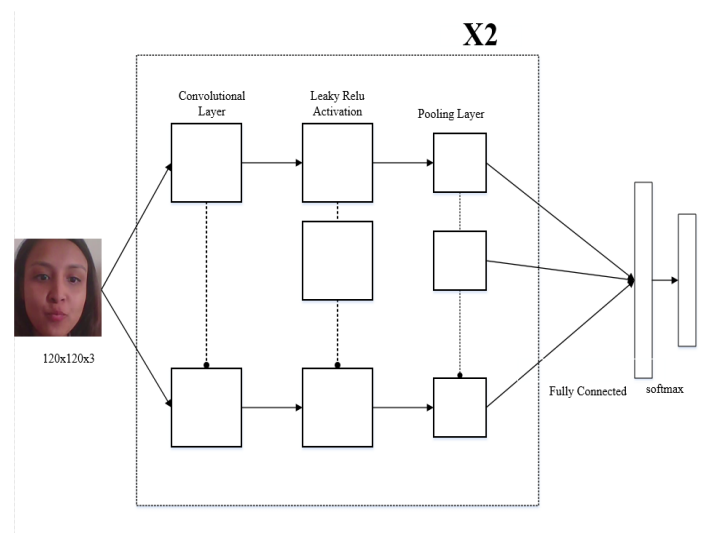 X2
Convolutional
Layer
Leaky Relu
Activation
Pooling Layer
120x120x3
Fully Connected
softmax